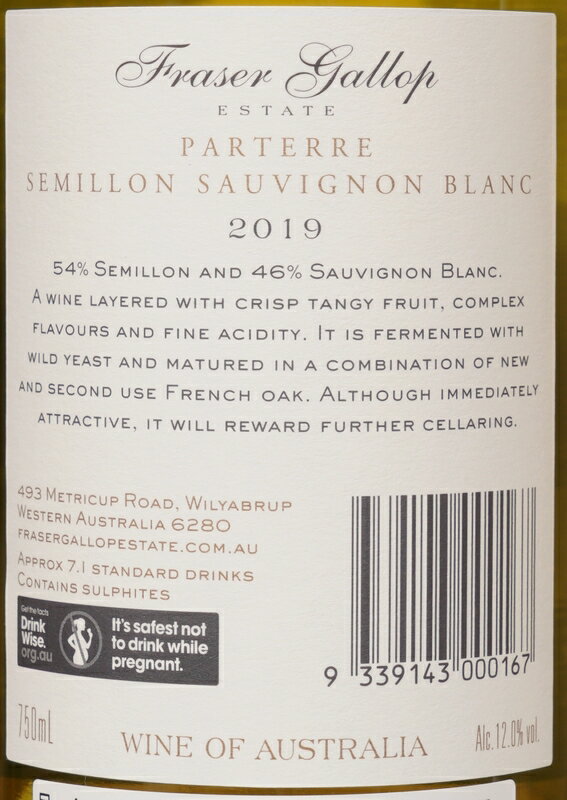 Fraser Gallop
ESTATE
PARTERRE
SEMILLON SAUVIGNON BLANC
2019
54% SEMILLON AND 46% SAUVIGNON BLANC.
A WINE LAYERED WITH CRISP TANGY FRUIT, COMPLEX
FLAVOURS AND FINE ACIDITY. IT IS FERMENTED WITH
WILD YEAST AND MATURED IN A COMBINATION OF NEW
AND SECOND USE FRENCH OAK. ALTHOUGH IMMEDIATELY
ATTRACTIVE, IT WILL REWARD FURTHER CELLARING.
493 METRICUP ROAD, WILYABRUP
WESTERN AUSTRALIA 6280
FRASERGALLOPESTATE.COM.AU
APPROX 7.1 STANDARD DRINKS
CONTAINS SULPHITES
Get the facts
Drink
Wise.
org.au
It's safest not
to drink while
pregnant.
9 339143 000167
750mL
WINE OF AUSTRALIA
Alc.12.0% vol.